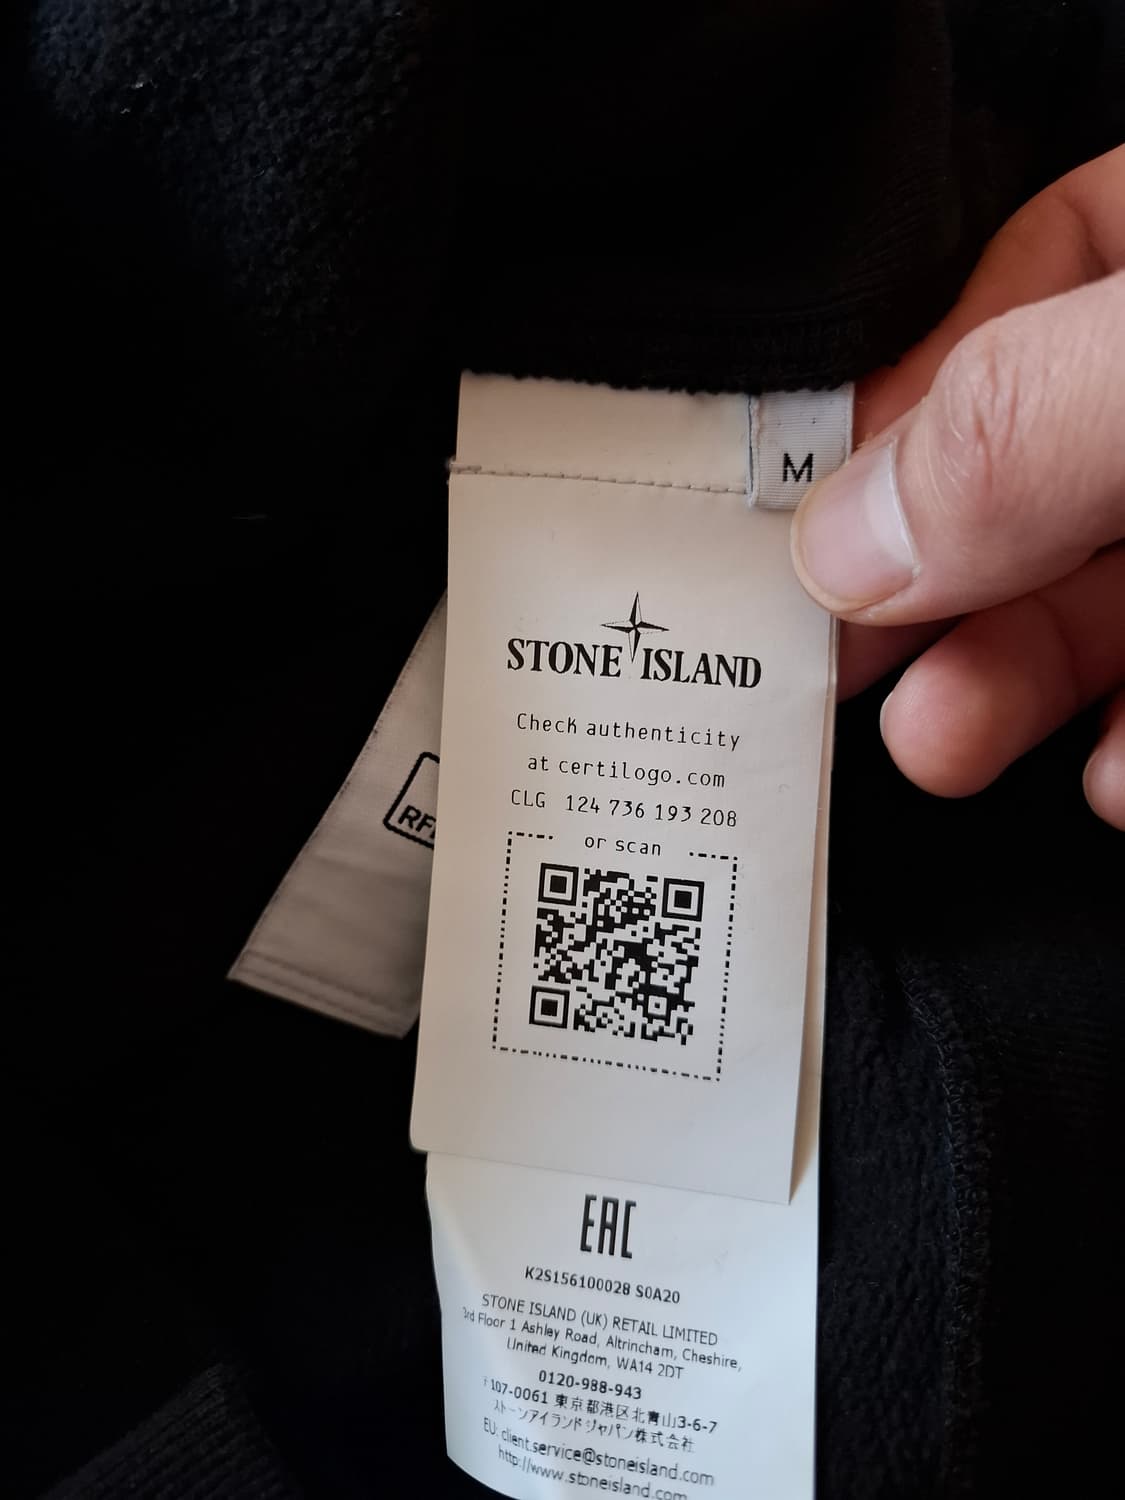 M
STONE ISLAND
Check authenticity
at certilogo.com
CLG 124 736 193 208
or scan
EAC
K2S156100028 S0A20
STONE ISLAND (UK) RETAIL LIMITED
3rd Floor 1 Ashley Road, Altrincham, Cheshire,
United Kingdom, WA14 2DT
0120-988-943
〒107-0061 東京都港区北青山3-6-7
ストーンアイランドジャパン株式会社
EU: client.service@stoneisland.com
http://www.stoneisland.com